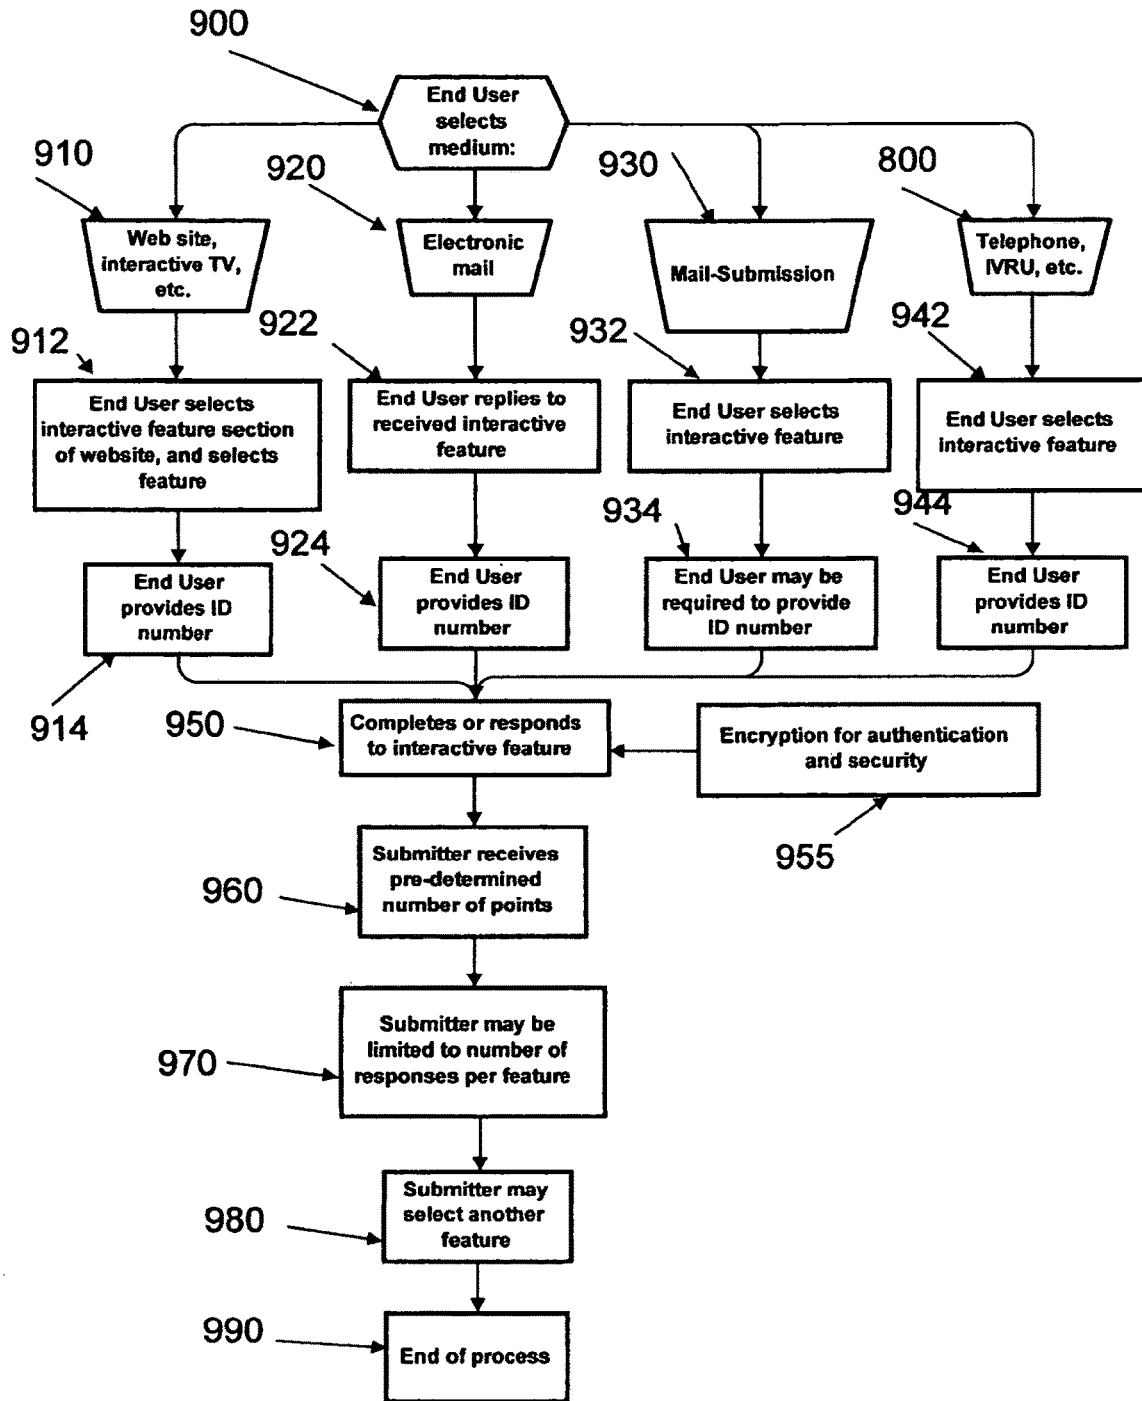 900
End User
selects
medium:
910
920
930
800
Web site,
interactive TV,
etc.
Electronic
mail
Mail-Submission
Telephone,
IVRU, etc.
912
922
932
942
End User selects
interactive feature section
of website, and selects
feature
End User replies to
received interactive
feature
End User selects
interactive feature
End User selects
interactive feature
924
934
944
End User
provides ID
number
End User
provides ID
number
End User may be
required to provide
ID number
End User
provides ID
number
914
950
Completes or responds
to interactive feature
Encryption for authentication
and security
955
960
Submitter receives
pre-determined
number of points
970
Submitter may be
limited to number of
responses per feature
980
Submitter may
select another
feature
990
End of process